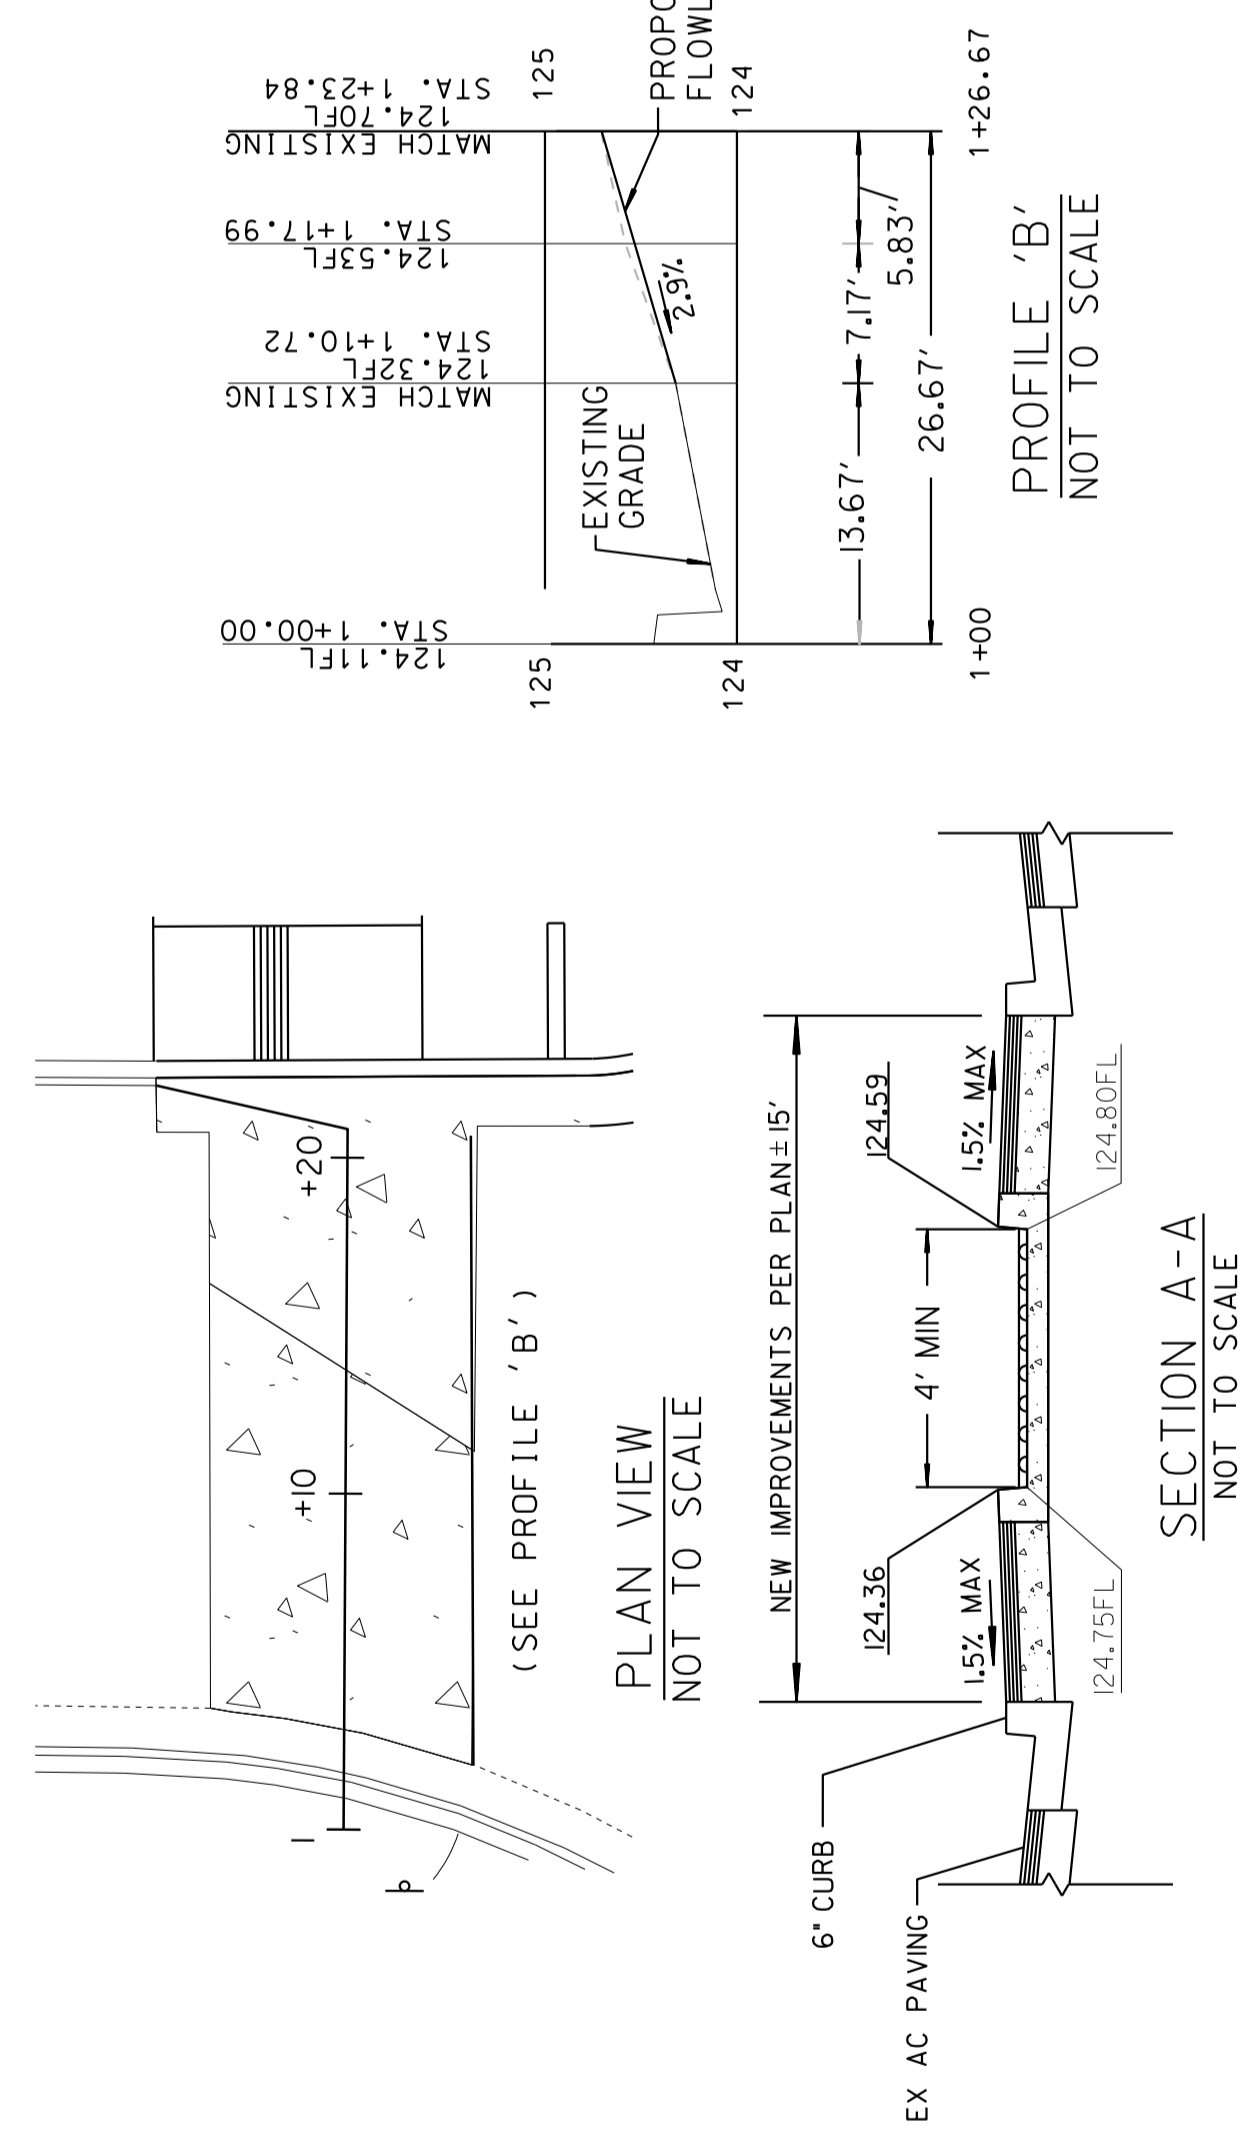 +20
+10
1
(SEE PROFILE 'B')
PLAN VIEW
NOT TO SCALE
STA. 1+00.00
124.11FL
STA. 1+10.72
124.32FL
MATCH EXISTING
STA. 1+17.99
124.53FL
STA. 1+23.84
124.70FL
MATCH EXISTING
125
125
EXISTING
GRADE
2.9%
124
124
13.67'
7.17'
5.83'
26.67'
1+00
1+26.67
PROFILE 'B'
NOT TO SCALE
NEW IMPROVEMENTS PER PLAN±15'
6" CURB
124.36
124.59
4' MIN
EX AC PAVING
1.5% MAX
1.5% MAX
124.75FL
124.80FL
SECTION A-A
NOT TO SCALE